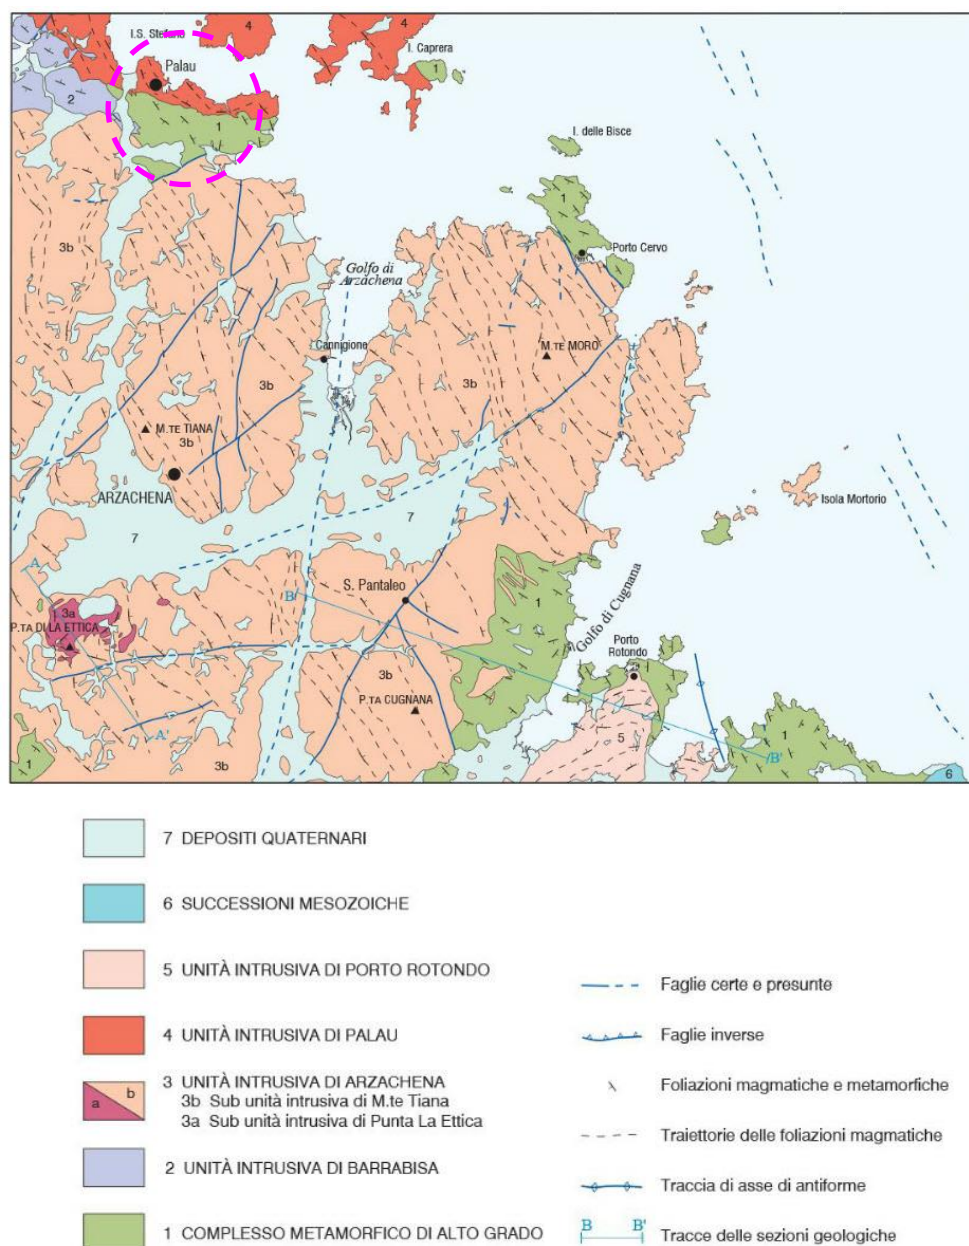 4
4
I.S. Stefano
I. Caprera
Palau
1
2
1
I. delle Bisce
1
3b
Porto Cervo
Golfo di
Arzachena
Cannigione
M.TE MORO
3b
3b
M.TE TIANA
3b
ARZACHENA
Isola Mortorio
7
7
A
S. Pantaleo
B
1
Golfo di Cugnana
3a
P.TA DI LA ETTICA
Porto
Rotondo
1
3b
P.TA CUGNANA
A'
5
1
B'
1
3b
6
7 DEPOSITI QUATERNARI
6 SUCCESSIONI MESOZOICHE
5 UNITÀ INTRUSIVA DI PORTO ROTONDO
4 UNITÀ INTRUSIVA DI PALAU
a b
3 UNITÀ INTRUSIVA DI ARZACHENA
3b Sub unità intrusiva di M.te Tiana
3a Sub unità intrusiva di Punta La Ettica
2 UNITÀ INTRUSIVA DI BARRABISA
1 COMPLESSO METAMORFICO DI ALTO GRADO
Faglie certe e presunte
Faglie inverse
Foliazioni magmatiche e metamorfiche
Traiettorie delle foliazioni magmatiche
Traccia di asse di antiforme
B B'
Tracce delle sezioni geologiche